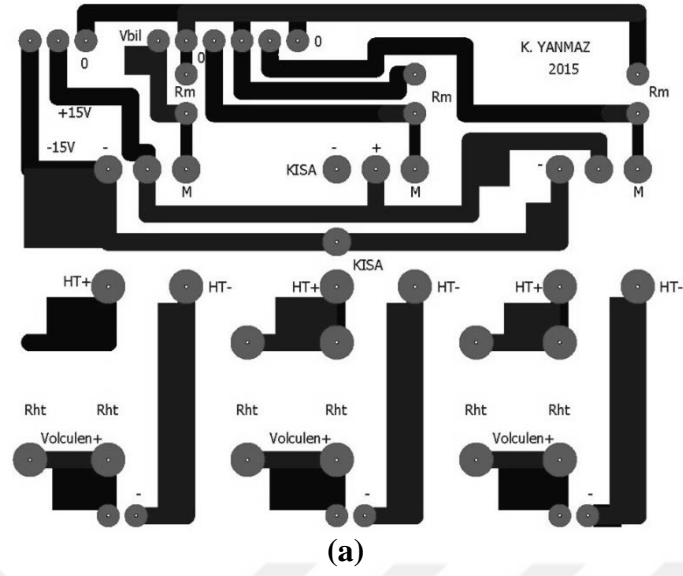 Vbil
0
0
0
K. YANMAZ
2015
Rm
Rm
Rm
+15V
-15V
-
KISA
-
+
-
M
M
M
KISA
HT+
HT-
HT+
HT-
HT+
HT-
Rht
Rht
Rht
Rht
Rht
Rht
Volculen+
Volculen+
Volculen+
-
-
-
(a)